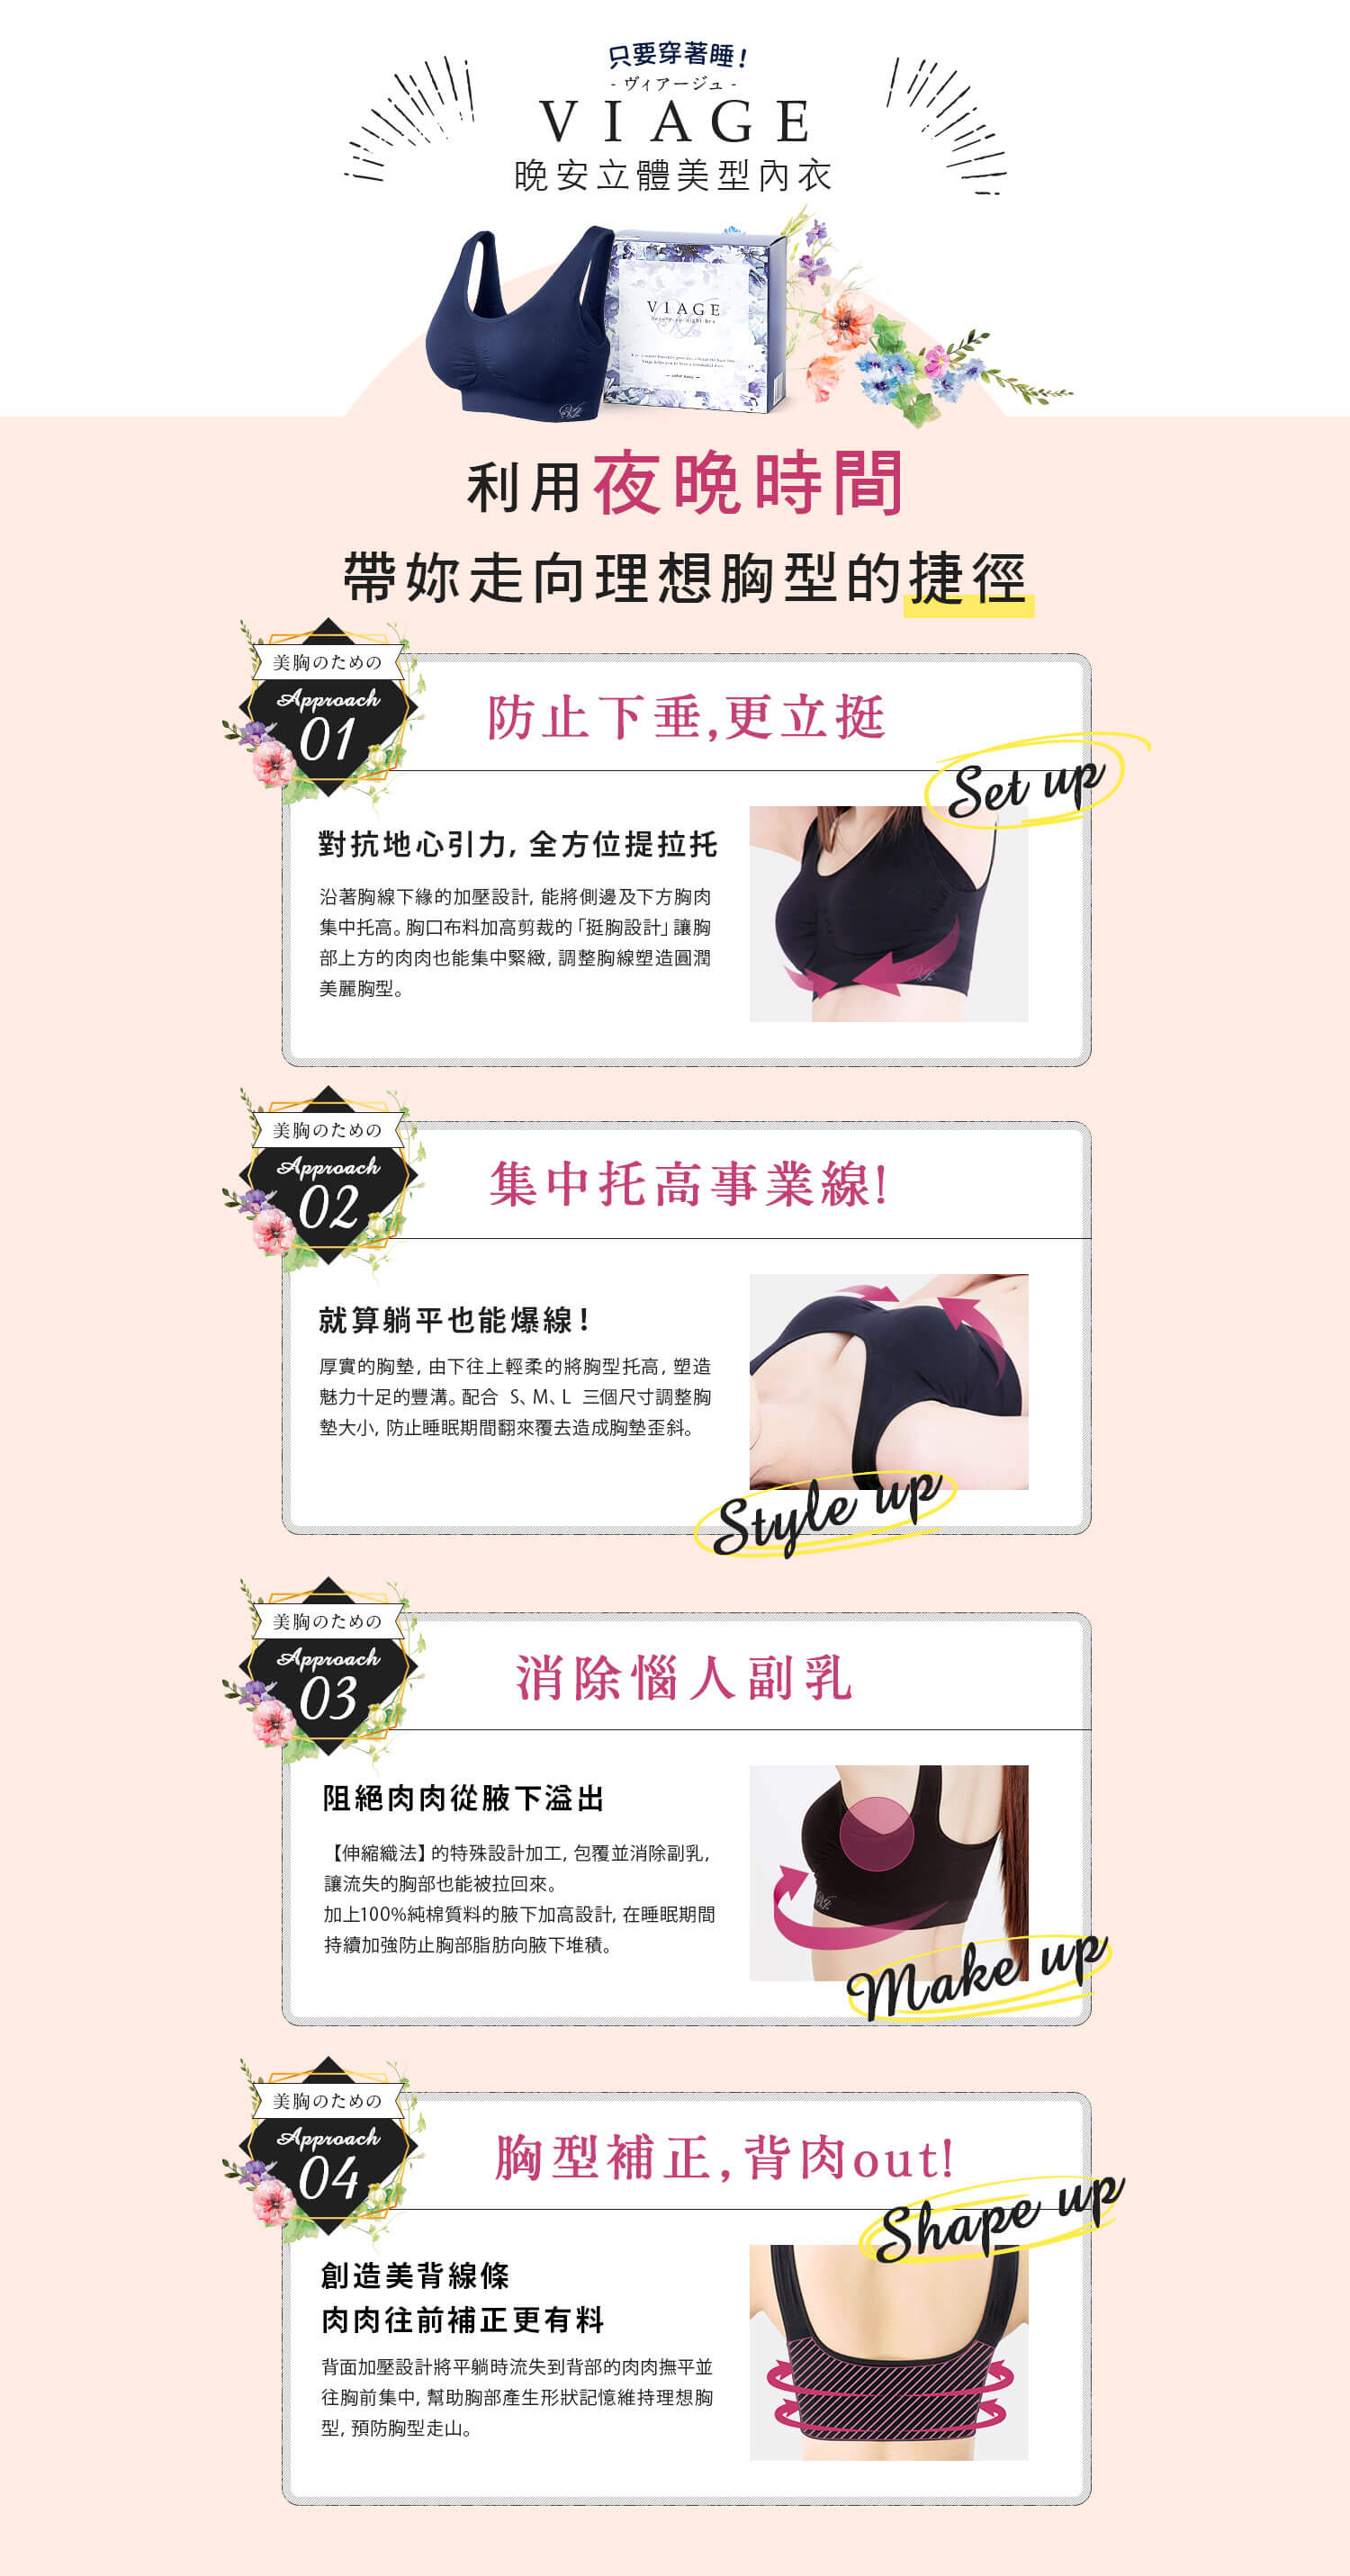 只要穿著睡！
- ヴィアージュ -
VIAGE
晚安立體美型內衣
VIAGE
利用夜晚時間
帶妳走向理想胸型的捷徑
美胸のための
Approach
01
防止下垂,更立挺
Set up
對抗地心引力, 全方位提拉托
沿著胸線下緣的加壓設計, 能將側邊及下方胸肉
集中托高。胸口布料加高剪裁的「挺胸設計」讓胸
部上方的肉肉也能集中緊緻, 調整胸線塑造圓潤
美麗胸型。
美胸のための
Approach
02
集中托高事業線!
就算躺平也能爆線！
厚實的胸墊, 由下往上輕柔的將胸型托高, 塑造
魅力十足的豐溝。配合 S、M、L 三個尺寸調整胸
墊大小, 防止睡眠期間翻來覆去造成胸墊歪斜。
Style up
美胸のための
Approach
03
消除惱人副乳
阻絕肉肉從腋下溢出
【伸縮織法】的特殊設計加工, 包覆並消除副乳,
讓流失的胸部也能被拉回來。
加上100%純棉質料的腋下加高設計, 在睡眠期間
持續加強防止胸部脂肪向腋下堆積。
Make up
美胸のための
Approach
04
胸型補正,背肉out!
Shape up
創造美背線條
肉肉往前補正更有料
背面加壓設計將平躺時流失到背部的肉肉撫平並
往胸前集中, 幫助胸部產生形狀記憶維持理想胸
型, 預防胸型走山。